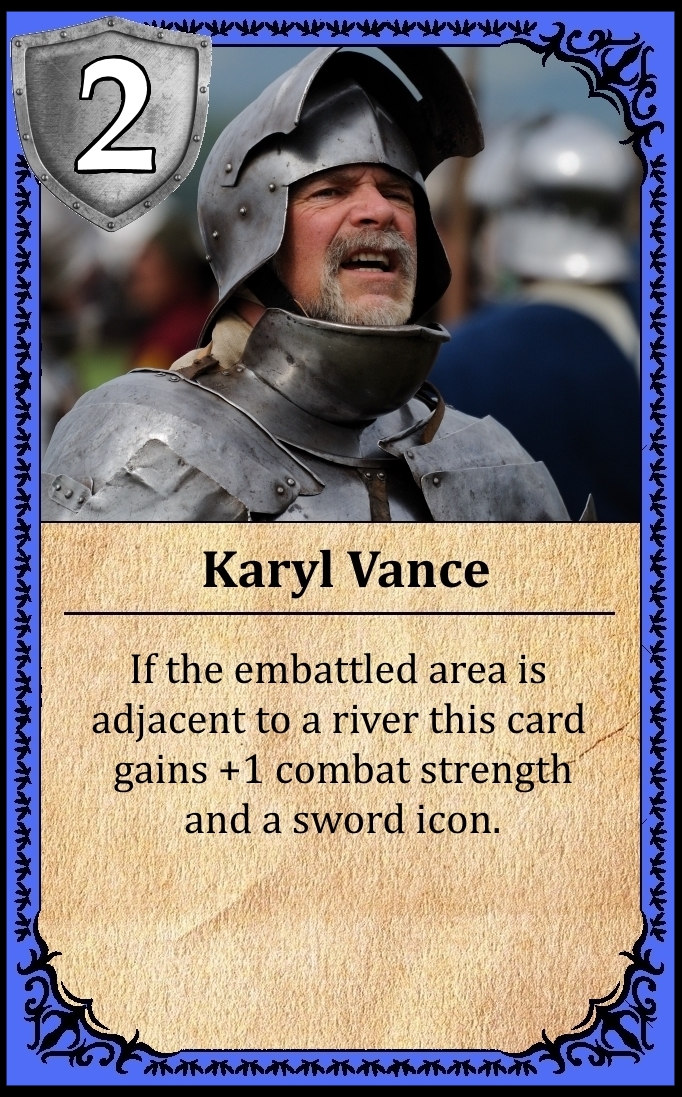 2
Karyl Vance
If the embattled area is
adjacent to a river this card
gains +1 combat strength
and a sword icon.